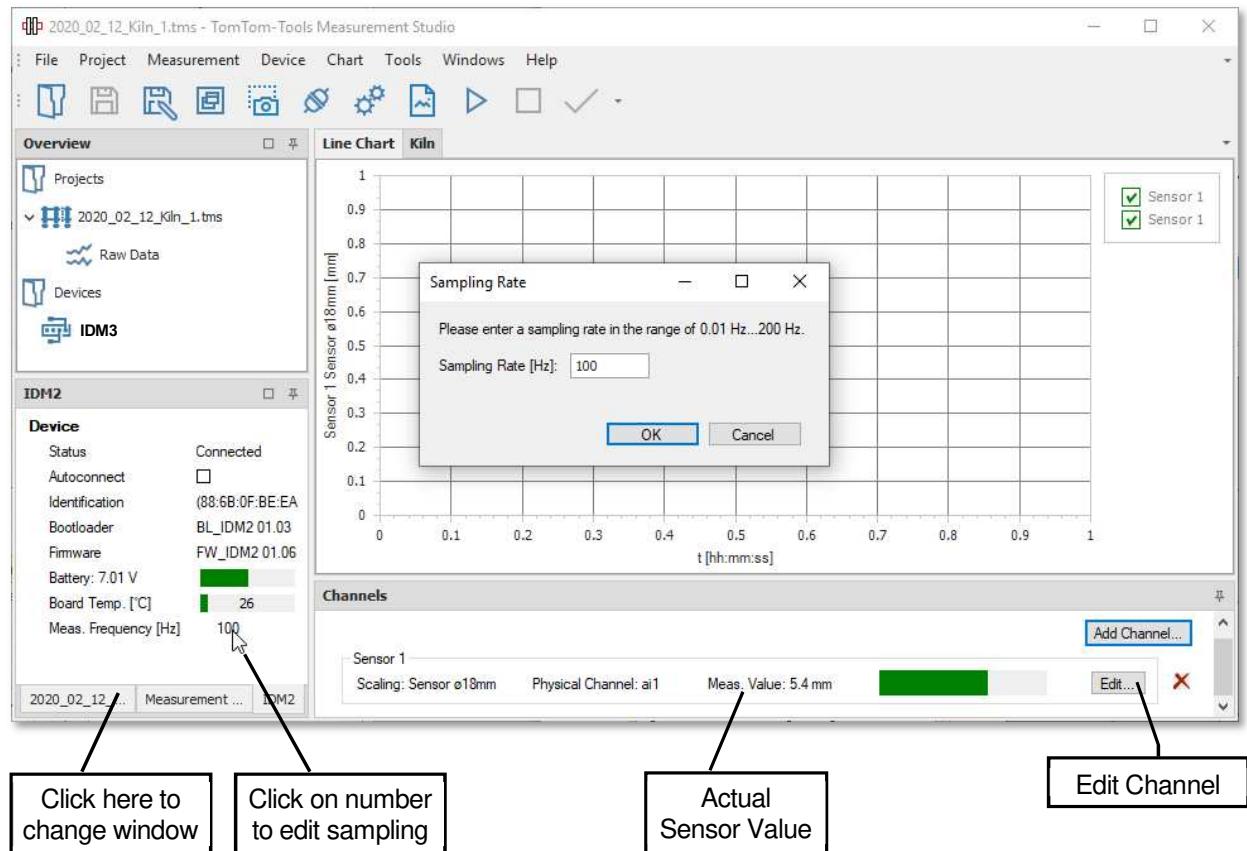 2020_02_12_Kiln_1.tms - TomTom-Tools Measurement Studio
File Project Measurement Device Chart Tools Windows Help
Overview
Projects
2020_02_12_Kiln_1.tms
Raw Data
Devices
IDM3
IDM2
Device
Status Connected
Autoconnect
Identification (88:6B:0F:BE:EA
Bootloader BL_IDM2 01.03
Firmware FW_IDM2 01.06
Battery: 7.01 V
Board Temp. [°C] 26
Meas. Frequency [Hz] 100
2020_02_12_... Measurement ... IDM2
Line Chart Kiln
Sensor 1 Sensor ø18mm [mm]
1
0.9
0.8
0.7
0.6
0.5
0.4
0.3
0.2
0.1
0
0 0.1 0.2 0.3 0.4 0.5 0.6 0.7 0.8 0.9 1
t [hh:mm:ss]
Sensor 1
Sensor 1
Sampling Rate
Please enter a sampling rate in the range of 0.01 Hz...200 Hz.
Sampling Rate [Hz]: 100
OK Cancel
Channels
Add Channel...
Sensor 1
Scaling: Sensor ø18mm Physical Channel: ai1 Meas. Value: 5.4 mm Edit...
Click here to
change window
Click on number
to edit sampling
Actual
Sensor Value
Edit Channel